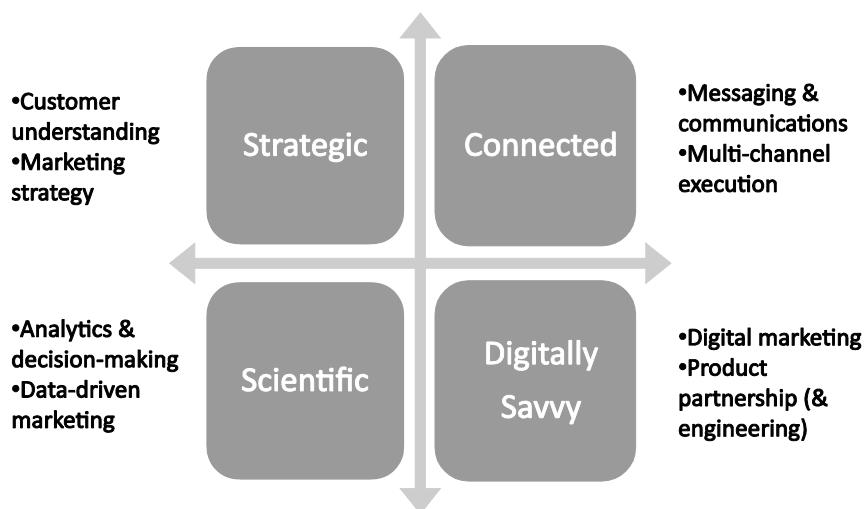 •Customer
understanding
•Marketing
strategy
Strategic
Connected
•Messaging &
communications
•Multi-channel
execution
•Analytics &
decision-making
•Data-driven
marketing
Scientific
Digitally
Savvy
•Digital marketing
•Product
partnership (&
engineering)